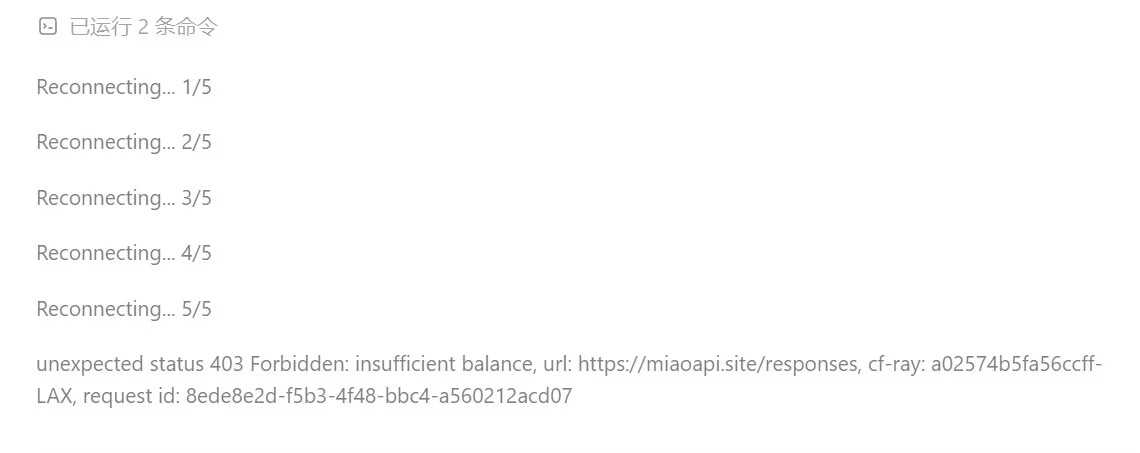 已运行 2 条命令
Reconnecting... 1/5
Reconnecting... 2/5
Reconnecting... 3/5
Reconnecting... 4/5
Reconnecting... 5/5
unexpected status 403 Forbidden: insufficient balance, url: https://miaoapi.site/responses, cf-ray: a02574b5fa56ccff-
LAX, request id: 8ede8e2d-f5b3-4f48-bbc4-a560212acd07